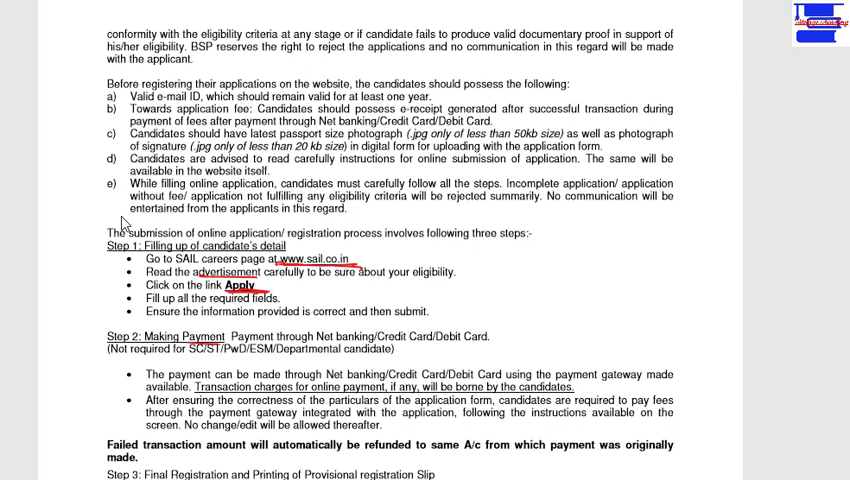 conformity with the eligibility criteria at any stage or if candidate fails to produce valid documentary proof in support of
his/her eligibility. BSP reserves the right to reject the applications and no communication in this regard will be made
with the applicant.
Before registering their applications on the website, the candidates should possess the following:
a) Valid e-mail ID, which should remain valid for at least one year.
b) Towards application fee: Candidates should possess e-receipt generated after successful transaction during
payment of fees after payment through Net banking/Credit Card/Debit Card.
c) Candidates should have latest passport size photograph (.jpg only of less than 50kb size) as well as photograph
of signature (.jpg only of less than 20 kb size) in digital form for uploading with the application form.
d) Candidates are advised to read carefully instructions for online submission of application. The same will be
available in the website itself.
e) While filling online application, candidates must carefully follow all the steps. Incomplete application/ application
without fee/ application not fulfilling any eligibility criteria will be rejected summarily. No communication will be
entertained from the applicants in this regard.
The submission of online application/ registration process involves following three steps:-
Step 1: Filling up of candidate's detail
• Go to SAIL careers page at www.sail.co.in
• Read the advertisement carefully to be sure about your eligibility.
• Click on the link Apply
• Fill up all the required fields.
• Ensure the information provided is correct and then submit.
Step 2: Making Payment Payment through Net banking/Credit Card/Debit Card.
(Not required for SC/ST/PwD/ESM/Departmental candidate)
• The payment can be made through Net banking/Credit Card/Debit Card using the payment gateway made
available. Transaction charges for online payment, if any, will be borne by the candidates.
• After ensuring the correctness of the particulars of the application form, candidates are required to pay fees
through the payment gateway integrated with the application, following the instructions available on the
screen. No change/edit will be allowed thereafter.
Failed transaction amount will automatically be refunded to same A/c from which payment was originally
made.
Step 3: Final Registration and Printing of Provisional registration Slip